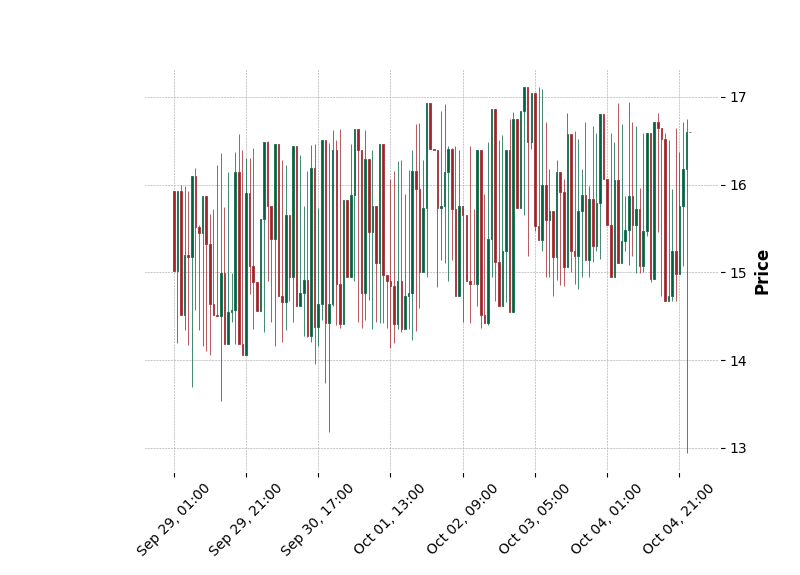 17
16
15
14
13
Price
Sep 29, 01:00
Sep 29, 21:00
Sep 30, 17:00
Oct 01, 13:00
Oct 02, 09:00
Oct 03, 05:00
Oct 04, 01:00
Oct 04, 21:00